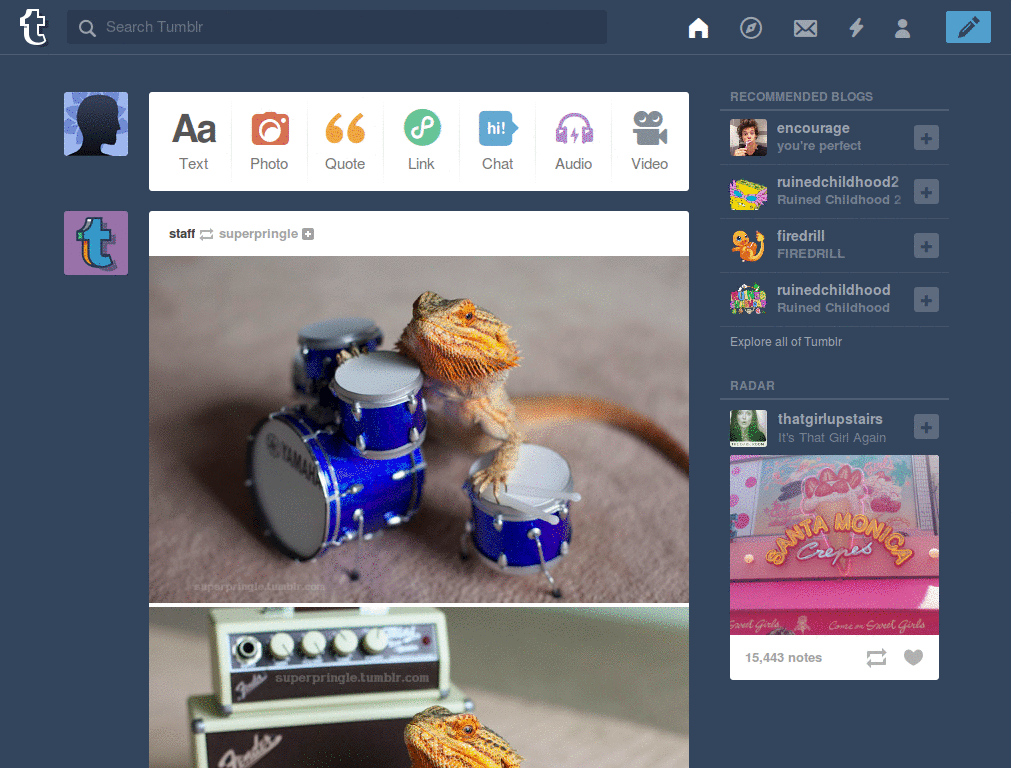 Search Tumblr
Aa
hi!
Text
Photo
Quote
Link
Chat
Audio
Video
staff superpringle
YAMAH
superpringle.tumblr.com
superpringle.tumblr.com
Fender
Fender
RECOMMENDED BLOGS
encourage
you're perfect
ruinedchildhood2
Ruined Childhood 2
firedrill
FIREDRILL
ruinedchildhood
Ruined Childhood
Explore all of Tumblr
RADAR
thatgirlupstairs
It's That Girl Again
SANTA MONICA
Crepes
Sweet Girls
Come on Sweet Girls
15,443 notes